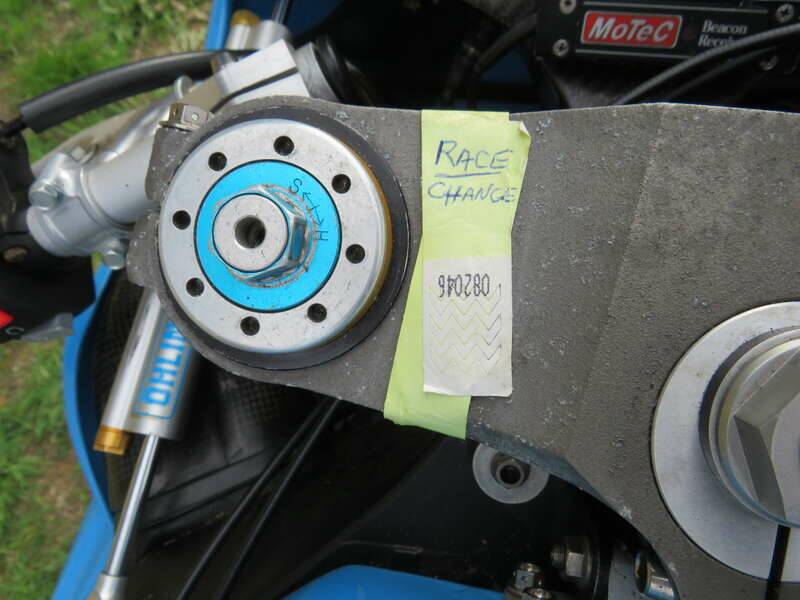 MoTeC
Beacon
RACE
CHANGE
S
H
082046